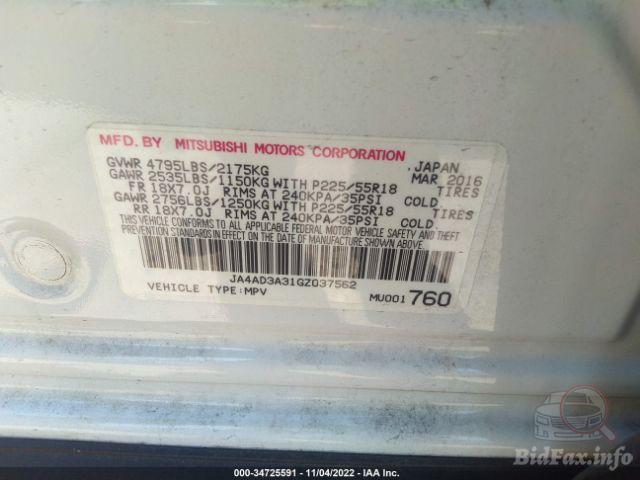 MFD. BY MITSUBISHI MOTORS CORPORATION
GVWR 4795LBS/2175KG JAPAN
GAWR 2535LBS/1150KG WITH P225/55R18 MAR 2016
FR 18X7.0J RIMS AT 240KPA/35PSI COLD TIRES
GAWR 2756LBS/1250KG WITH P225/55R18 TIRES
RR 18X7.0J RIMS AT 240KPA/35PSI COLD.
THIS VEHICLE CONFORMS TO ALL APPLICABLE FEDERAL MOTOR VEHICLE SAFETY AND THEFT
PREVENTION STANDARDS IN EFFECT ON THE DATE OF MANUFACTURE SHOWN ABOVE.
JA4AD3A31GZ037562
VEHICLE TYPE:MPV MU001 760
BidFax.info
000-34725591 - 11/04/2022 - IAA Inc.